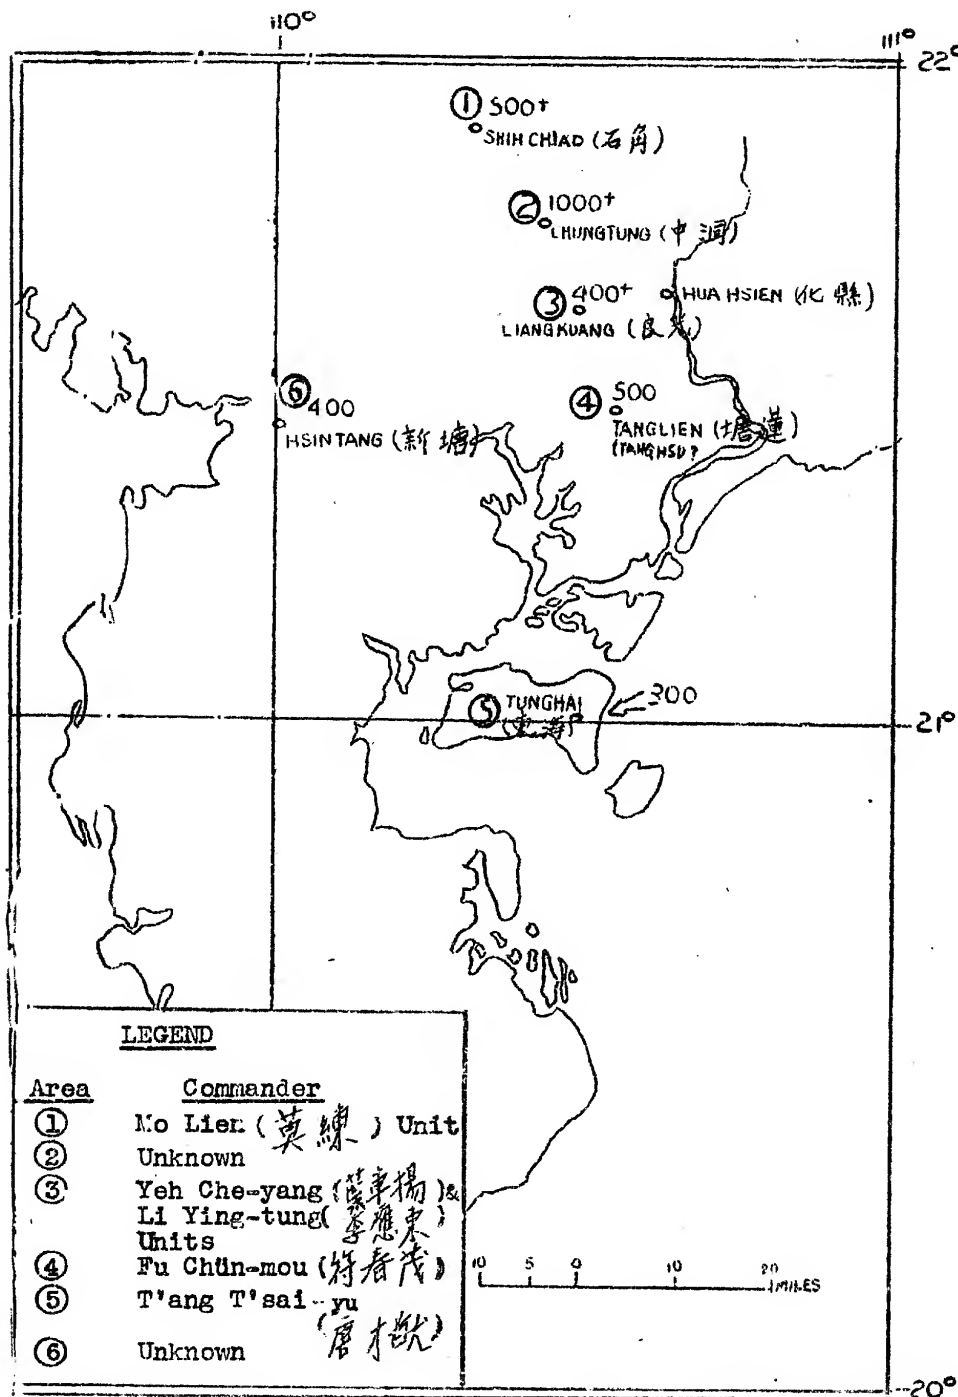 110°
111°
22°
① 500+
SHIH CHIAO (石角)
② 1000+
CHUNGTUNG (中洞)
③ 400+
HUA HSIEN (化縣)
LIANGKUANG (良光)
⑥ 400
HSINTANG (新塘)
④ 500
TANGLIEN (塘蓮)
(TANGHSU?
⑤ TUNGHAI
(東海)
300
21°
LEGEND
Area Commander
① Mo Lien (莫練) Unit
② Unknown
③ Yeh Che-yang (葉車揚) &
Li Ying-tung (李應東)
Units
④ Fu Chün-mou (符春茂)
⑤ T'ang T'sai-yu
(唐才猷)
⑥ Unknown
10 5 0 10 20
MILES
20°